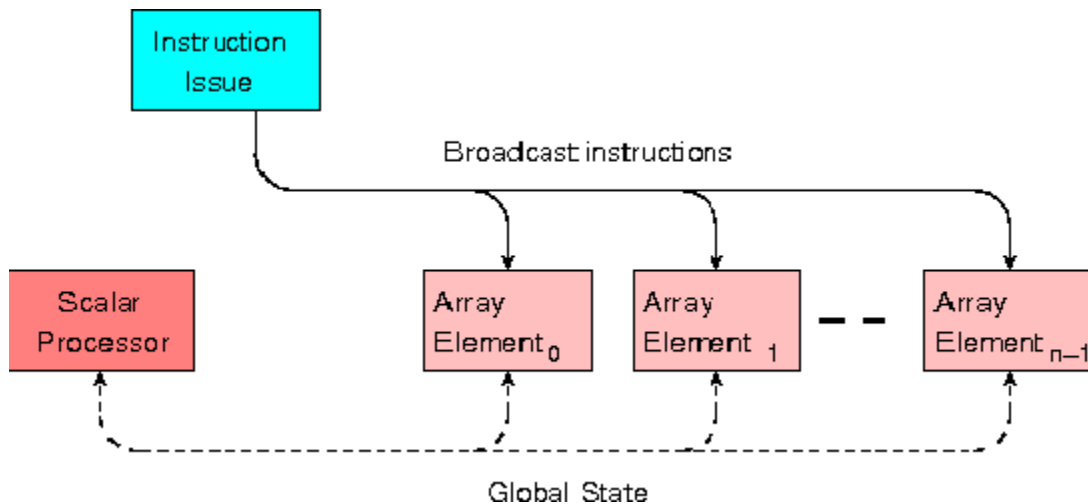 Instruction
Issue
Broadcast instructions
Scalar
Processor
Array
Element0
Array
Element 1
Array
Elementn-1
Global State